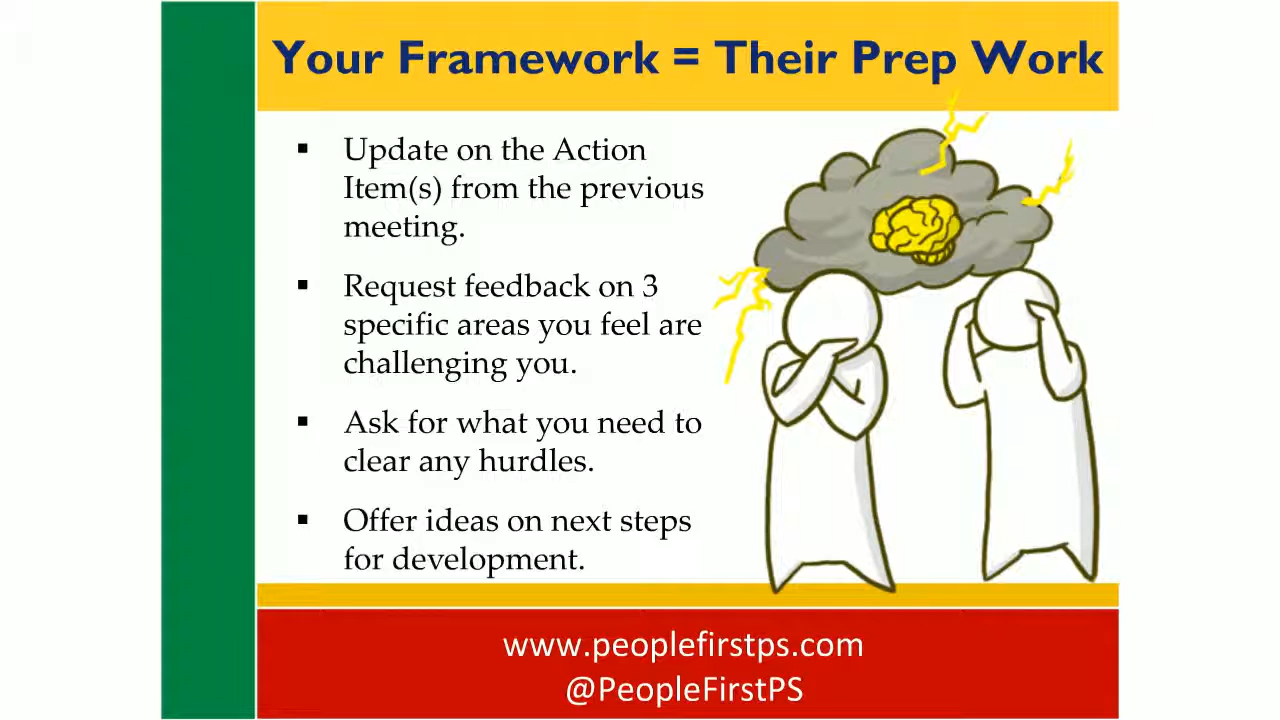 Your Framework = Their Prep Work
▪ Update on the Action
Item(s) from the previous
meeting.
▪ Request feedback on 3
specific areas you feel are
challenging you.
▪ Ask for what you need to
clear any hurdles.
▪ Offer ideas on next steps
for development.
www.peoplefirstps.com
@PeopleFirstPS